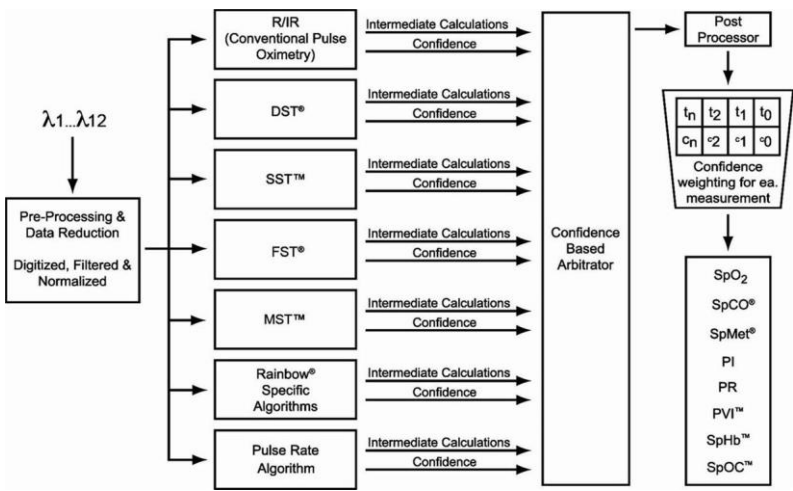 λ1...λ12
Pre-Processing &
Data Reduction
Digitized, Filtered &
Normalized
R/IR
(Conventional Pulse
Oximetry)
Intermediate Calculations
Confidence
DST®
Intermediate Calculations
Confidence
SST™
Intermediate Calculations
Confidence
FST®
Intermediate Calculations
Confidence
MST™
Intermediate Calculations
Confidence
Rainbow®
Specific
Algorithms
Intermediate Calculations
Confidence
Pulse Rate
Algorithm
Intermediate Calculations
Confidence
Confidence
Based
Arbitrator
Post
Processor
tn t2 t1 t0
cn c2 c1 c0
Confidence
weighting for ea.
measurement
SpO2
SpCO®
SpMet®
PI
PR
PVI™
SpHb™
SpOC™